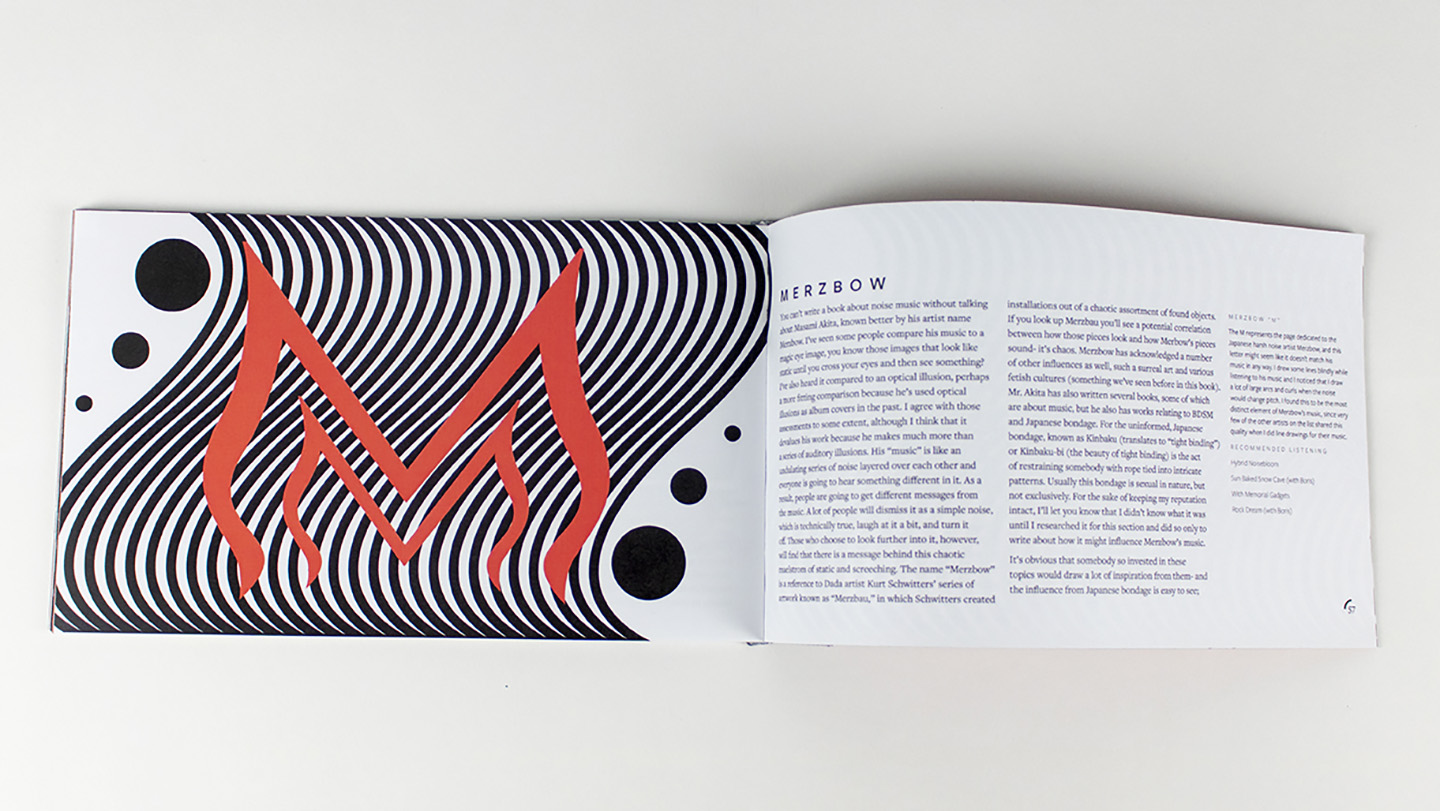 MERZBOW
You can't write a book about noise music without talking
about Masami Akita, known better by his artist name
Merzbow. I've seen some people compare his music to a
magic eye image, you know those images that look like
static until you cross your eyes and then see something?
I've also heard it compared to an optical illusion, perhaps
a more fitting comparison because he's used optical
illusions as album covers in the past. I agree with those
assessments to some extent, although I think that it
devalues his work because he makes much more than
a series of auditory illusions. His “music” is like an
undulating series of noise layered over each other and
everyone is going to hear something different in it. As a
result, people are going to get different messages from
the music. A lot of people will dismiss it as a simple noise,
which is technically true, laugh at it a bit, and turn it
of. Those who choose to look further into it, however,
will find that there is a message behind this chaotic
maelstrom of static and screeching. The name “Merzbow”
is a reference to Dada artist Kurt Schwitters’ series of
artwork known as “Merzbau,” in which Schwitters created
installations out of a chaotic assortment of found objects.
If you look up Merzbau you'll see a potential correlation
between how those pieces look and how Merbow's pieces
sound- it's chaos. Merzbow has acknowledged a number
of other influences as well, such a surreal art and various
fetish cultures (something we've seen before in this book).
Mr. Akita has also written several books, some of which
are about music, but he also has works relating to BDSM
and Japanese bondage. For the uninformed, Japanese
bondage, known as Kinbaku (translates to “tight binding”)
or Kinbaku-bi (the beauty of tight binding) is the act
of restraining somebody with rope tied into intricate
patterns. Usually this bondage is sexual in nature, but
not exclusively. For the sake of keeping my reputation
intact, I'll let you know that I didn't know what it was
until I researched it for this section and did so only to
write about how it might influence Merzbow's music.
It's obvious that somebody so invested in these
topics would draw a lot of inspiration from them- and
the influence from Japanese bondage is easy to see;
MERZBOW "M"
The M represents the page dedicated to the
Japanese harsh noise artist Merzbow, and this
letter might seem like it doesn't match his
music in any way. I drew some lines blindly while
listening to his music and I noticed that I draw
a lot of large arcs and curls when the noise
would change pitch. I found this to be the most
distinct element of Merzbow's music, since very
few of the other artists on the list shared this
quality when I did line drawings for their music.
RECOMMENDED LISTENING
Hybrid Noisebloom
Sun Baked Snow Cave (with Boris)
With Memorial Gadgets
Rock Dream (with Boris)
57